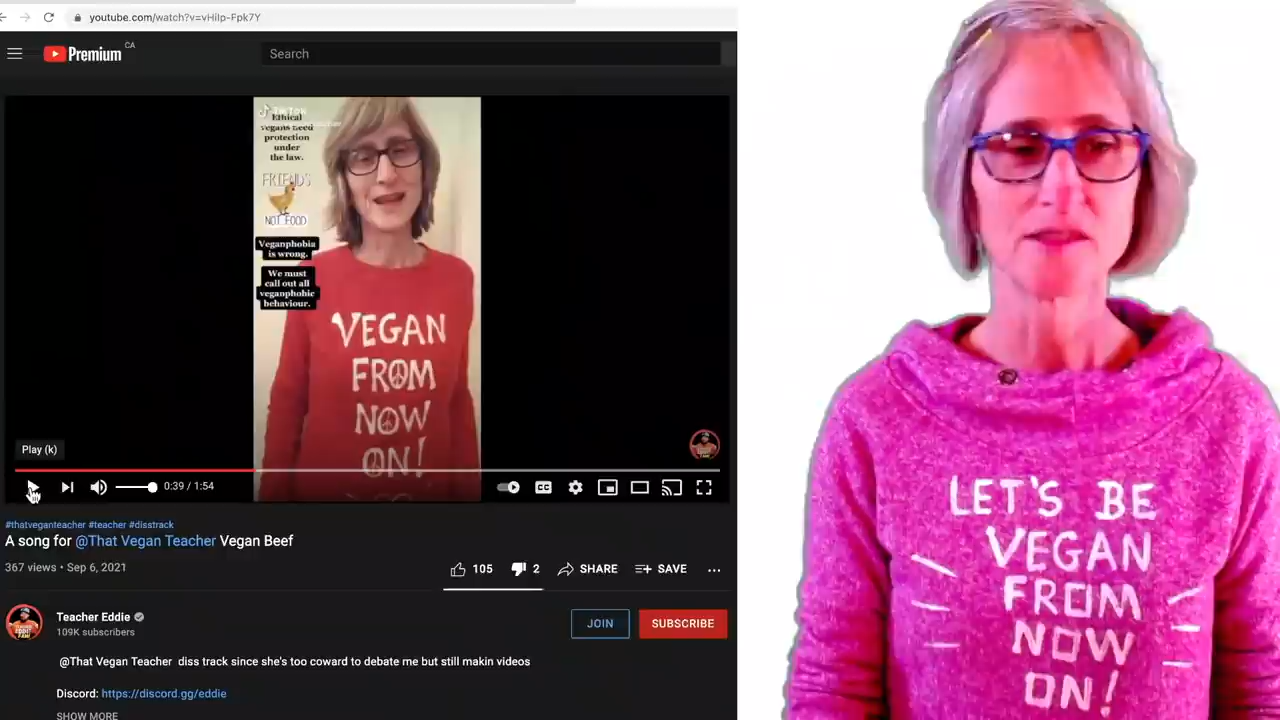 youtube.com/watch?v=vHiIp-Fpk7Y
Premium
CA
Search
TikTok
Ethical
vegans need
protection
under
the law.
FRIENDS
NOT FOOD
Veganphobia
is wrong.
We must
call out all
veganphobic
behaviour.
VEGAN
FROM
NOW
ON!
Play (k)
0:39 / 1:54
CC
#thatveganteacher #teacher #disstrack
A song for @That Vegan Teacher Vegan Beef
367 views • Sep 6, 2021
105
2
SHARE
SAVE
Teacher Eddie
109K subscribers
JOIN
SUBSCRIBE
@That Vegan Teacher diss track since she's too coward to debate me but still makin videos
Discord: https://discord.gg/eddie
SHOW MORE
LET'S BE
VEGAN
FROM
NOW
ON!